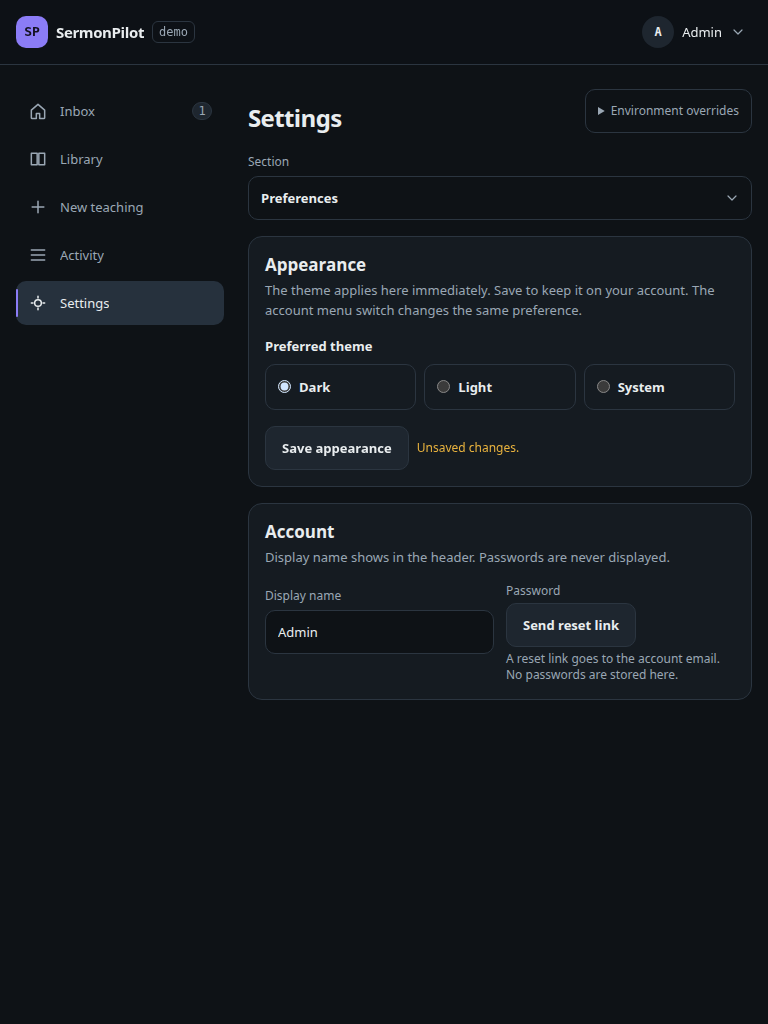 SP SermonPilot demo
A Admin
Inbox 1
Library
New teaching
Activity
Settings
Settings
Environment overrides
Section
Preferences
Appearance
The theme applies here immediately. Save to keep it on your account. The
account menu switch changes the same preference.
Preferred theme
Dark Light System
Save appearance Unsaved changes.
Account
Display name shows in the header. Passwords are never displayed.
Display name
Admin
Password
Send reset link
A reset link goes to the account email.
No passwords are stored here.